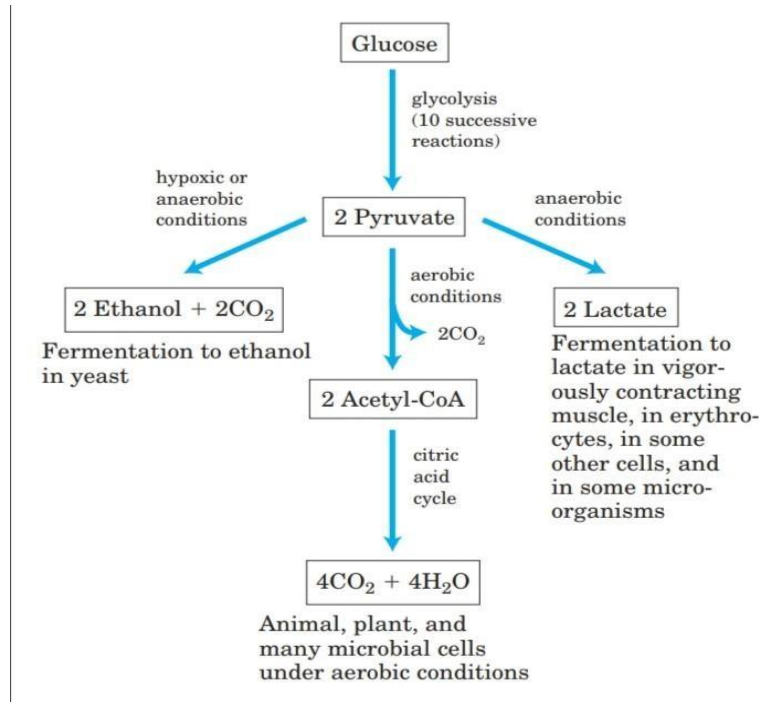 Glucose
glycolysis
(10 successive
reactions)
hypoxic or
anaerobic
conditions
2 Pyruvate
anaerobic
conditions
2 Ethanol + 2CO₂
Fermentation to ethanol
in yeast
aerobic
conditions
2CO₂
2 Lactate
Fermentation to
lactate in vigor-
ously contracting
muscle, in erythro-
cytes, in some
other cells, and
in some micro-
organisms
2 Acetyl-CoA
citric
acid
cycle
4CO₂ + 4H₂O
Animal, plant, and
many microbial cells
under aerobic conditions